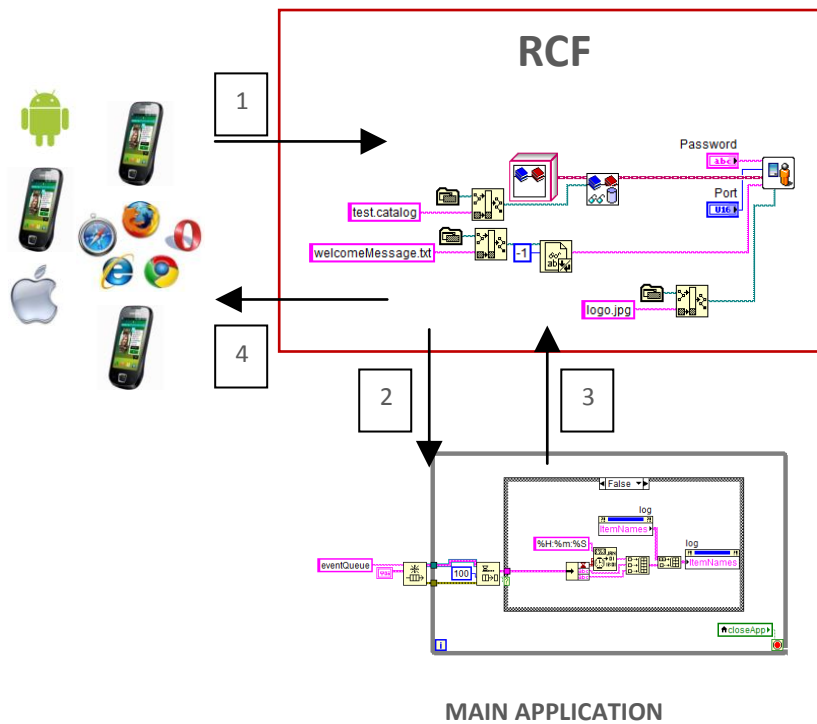 RCF
1
Password
abc
Port
U16
test.catalog
welcomeMessage.txt
-1
logo.jpg
4
2
3
False
log
ItemNames
%H:%m:%S
log
ItemNames
eventQueue
100
closeApp
i
MAIN APPLICATION